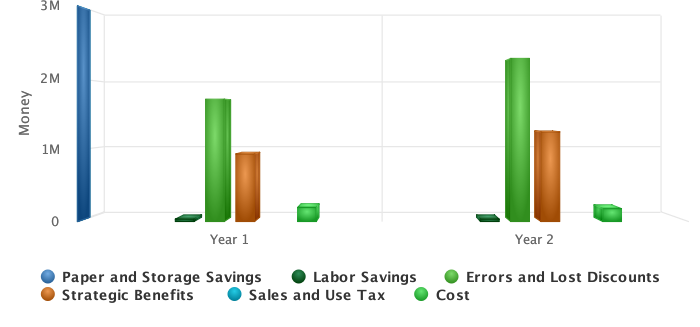 3M
2M
1M
0
Money
Year 1
Year 2
Paper and Storage Savings
Labor Savings
Errors and Lost Discounts
Strategic Benefits
Sales and Use Tax
Cost